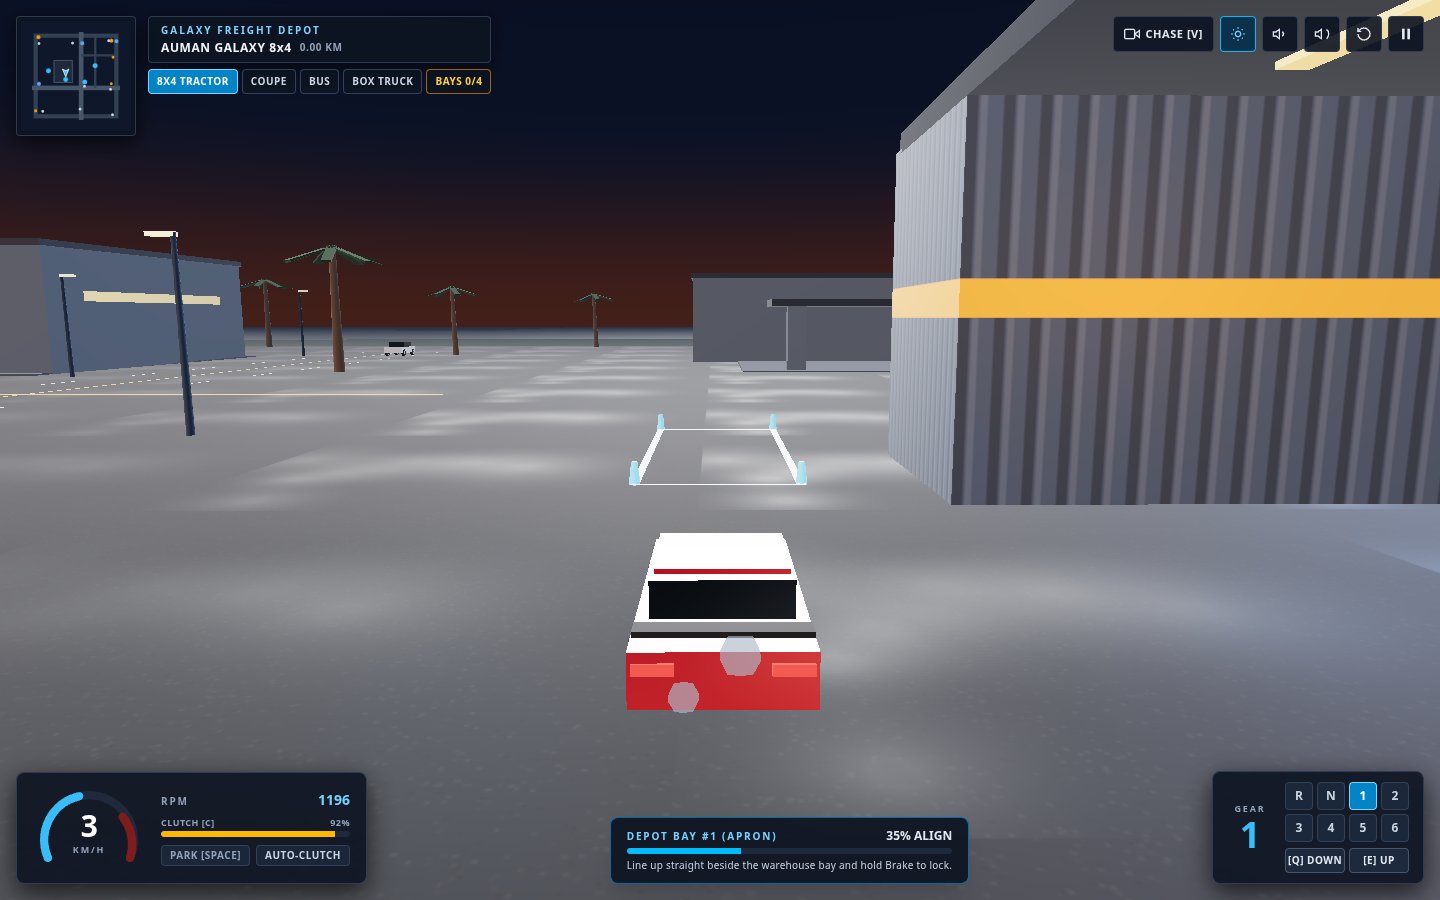 GALAXY FREIGHT DEPOT
AUMAN GALAXY 8x4 0.00 KM
8X4 TRACTOR COUPE BUS BOX TRUCK BAYS 0/4
CHASE [V]
RPM 1196
CLUTCH [C] 92%
3
KM/H
PARK [SPACE] AUTO-CLUTCH
DEPOT BAY #1 (APRON) 35% ALIGN
Line up straight beside the warehouse bay and hold Brake to lock.
GEAR
1
R N 1 2
3 4 5 6
[Q] DOWN [E] UP